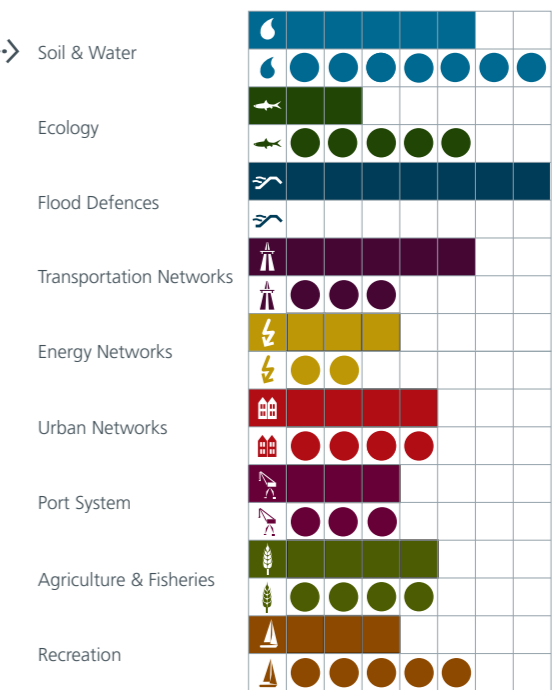 Soil & Water
Ecology
Flood Defences
Transportation Networks
Energy Networks
Urban Networks
Port System
Agriculture & Fisheries
Recreation